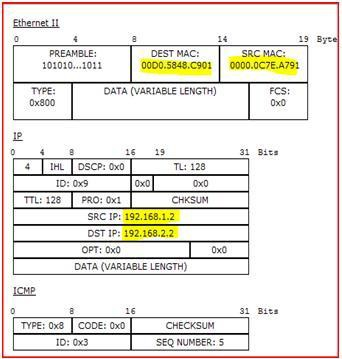 Ethernet II
0 4 8 14 19 Byte
PREAMBLE: DEST MAC: SRC MAC:
101010...1011 00D0.5848.C901 0000.0C7E.A791
TYPE: DATA (VARIABLE LENGTH) FCS:
0x800 0x0
IP
0 4 8 16 19 31 Bits
4 IHL DSCP: 0x0 TL: 128
ID: 0x9 0x0 0x0
TTL: 128 PRO: 0x1 CHKSUM
SRC IP: 192.168.1.2
DST IP: 192.168.2.2
OPT: 0x0 0x0
DATA (VARIABLE LENGTH)
ICMP
0 8 16 31 Bits
TYPE: 0x8 CODE: 0x0 CHECKSUM
ID: 0x3 SEQ NUMBER: 5